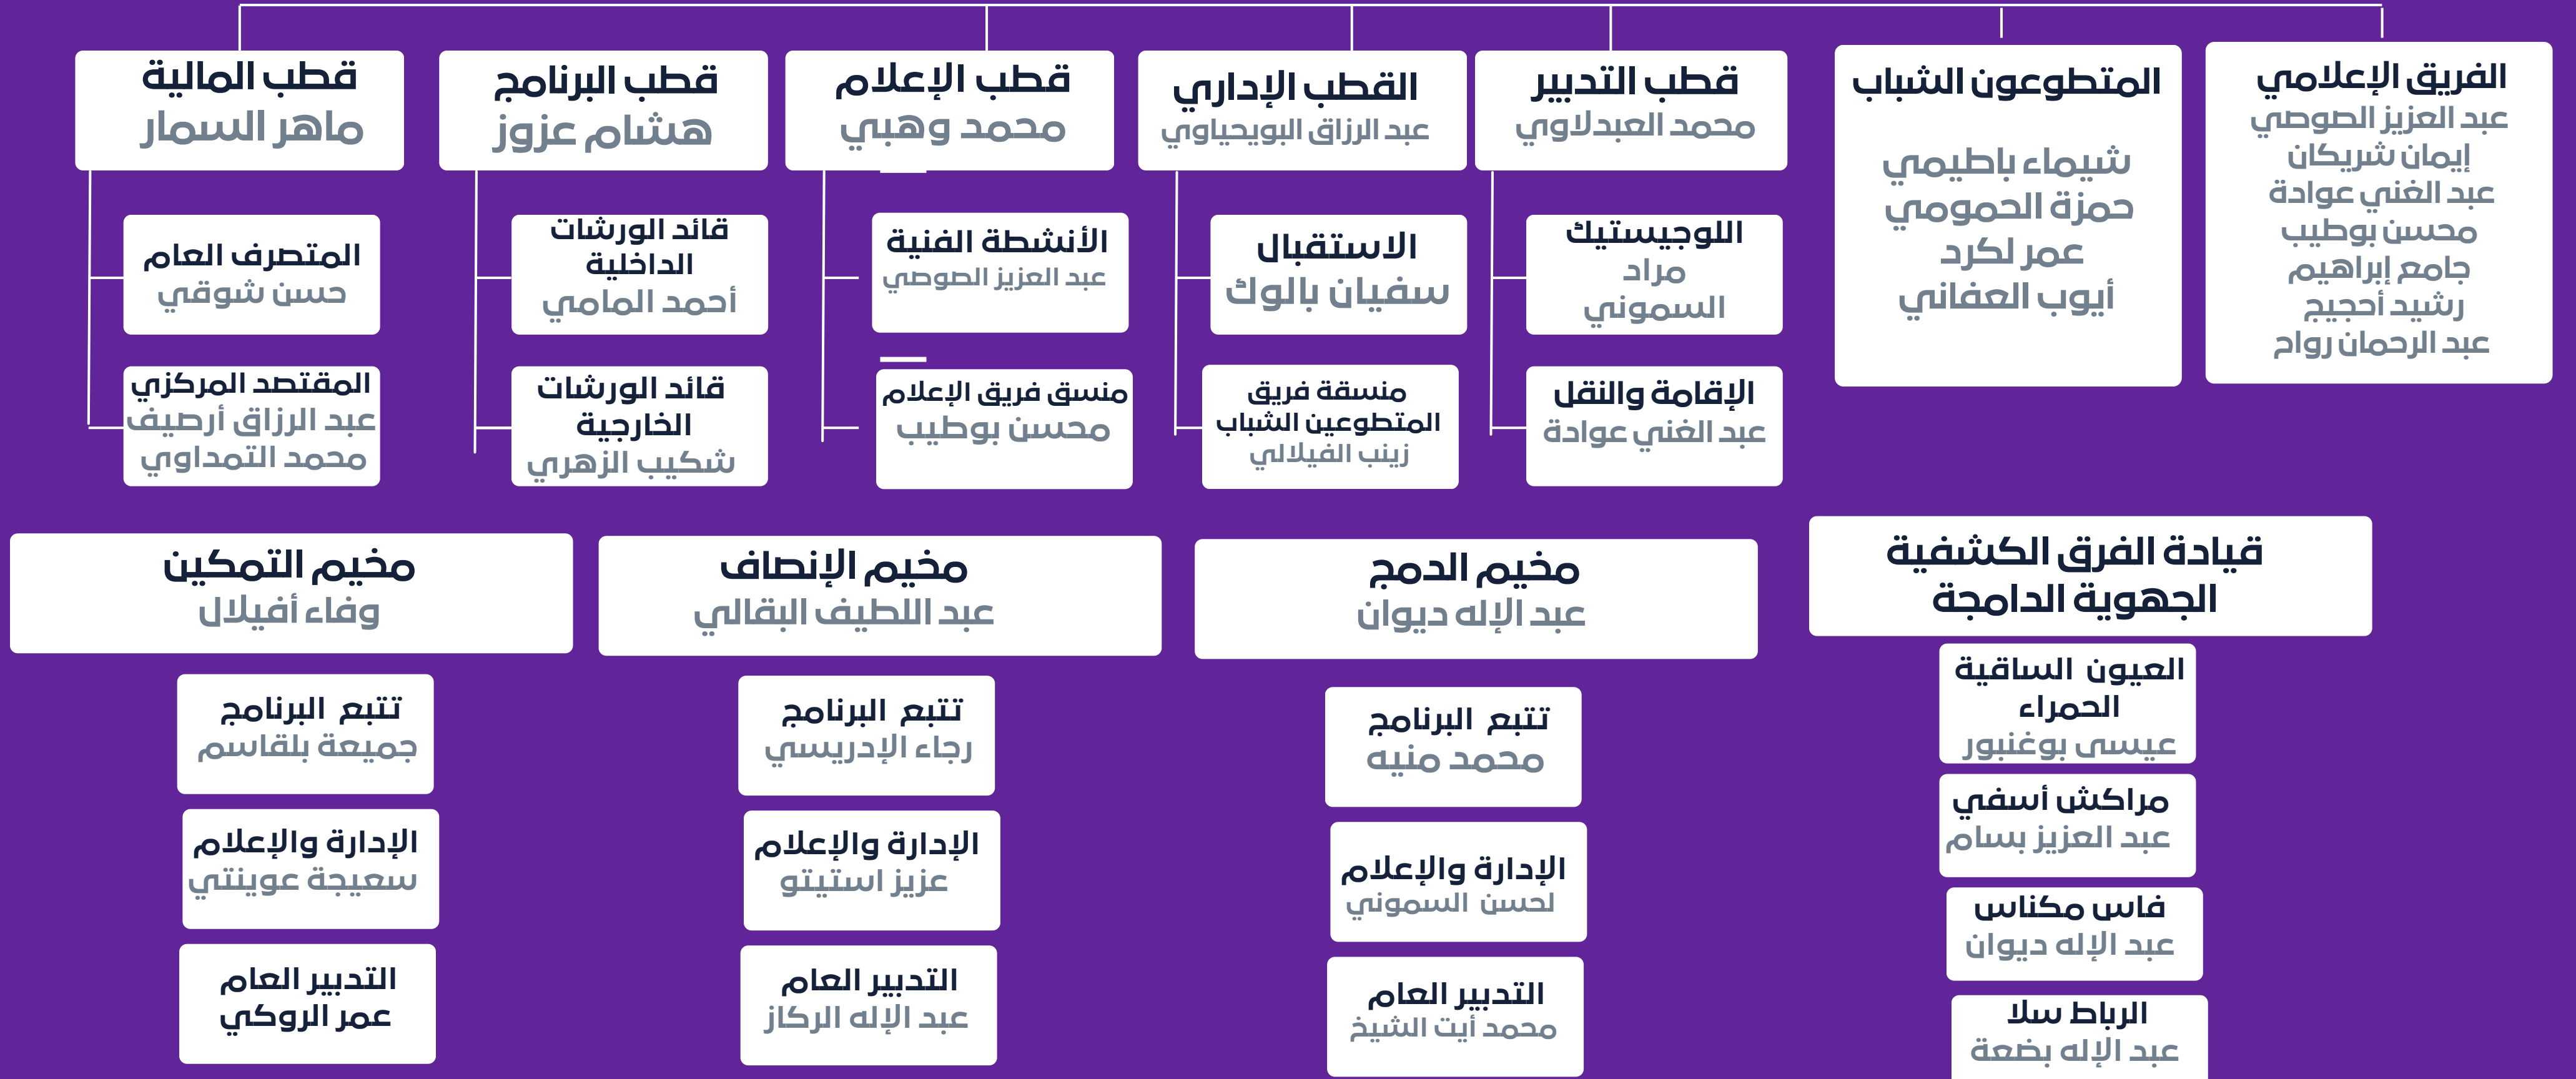 الفريق الإعلامي
عبد العزيز الصوصي
إيمان شريكان
عبد الغني عوادة
محسن بوطيب
جامع إبراهيم
رشيد أحجيج
عبد الرحمان رواح
المتطوعون الشباب
شيماء باطيمي
حمزة الحمومي
عمر لكرد
أيوب العفاني
قطب التدبير
محمد العبدلاوي
اللوجيستيك
مراد
السموني
الإقامة والنقل
عبد الغني عوادة
القطب الإداري
عبد الرزاق البويحياوي
الاستقبال
سفيان بالوك
منسقة فريق
المتطوعين الشباب
زينب الفيلالي
قطب الإعلام
محمد وهبي
الأنشطة الفنية
عبد العزيز الصوصي
منسق فريق الإعلام
محسن بوطيب
قطب البرنامج
هشام عزوز
قائد الورشات
الداخلية
أحمد المامي
قائد الورشات
الخارجية
شكيب الزهري
قطب المالية
ماهر السمار
المتصرف العام
حسن شوقي
المقتصد المركزي
عبد الرزاق أرصيف
محمد التمداوي
قيادة الفرق الكشفية
الجهوية الدامجة
العيون الساقية
الحمراء
عيسى بوغنبور
مراكش أسفي
عبد العزيز بسام
فاس مكناس
عبد الإله ديوان
الرباط سلا
عبد الإله بضعة
مخيم الدمج
عبد الإله ديوان
تتبع البرنامج
محمد منيه
الإدارة والإعلام
لحسن السموني
التدبير العام
محمد أيت الشيخ
مخيم الإنصاف
عبد اللطيف البقالي
تتبع البرنامج
رجاء الإدريسي
الإدارة والإعلام
عزيز استيتو
التدبير العام
عبد الإله الركاز
مخيم التمكين
وفاء أفيلال
تتبع البرنامج
جميعة بلقاسم
الإدارة والإعلام
سعيجة عوينتي
التدبير العام
عمر الروكي